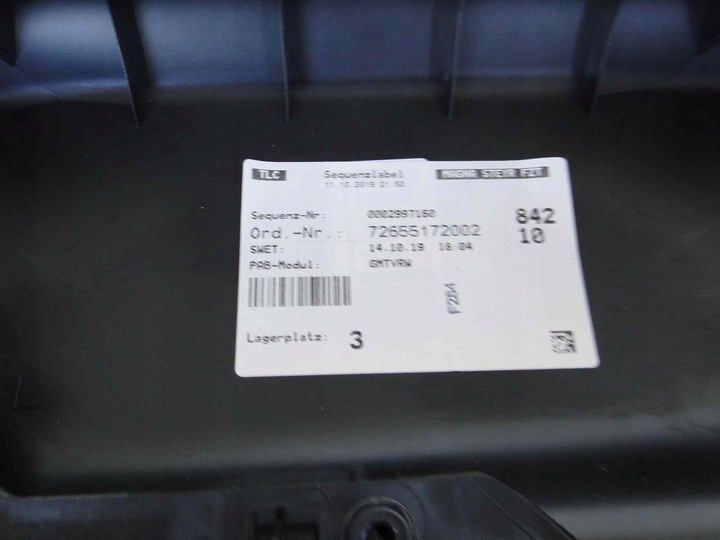 TLC Sequenzlabel MAGNA STEYR FZT
11.10.2019 21:50
Sequenz-Nr: 0002997160 842
Ord.-Nr.: 72655172002 10
SWET: 14.10.19 18:04
PAB-Modul: GMTVRW
F254
Lagerplatz: 3